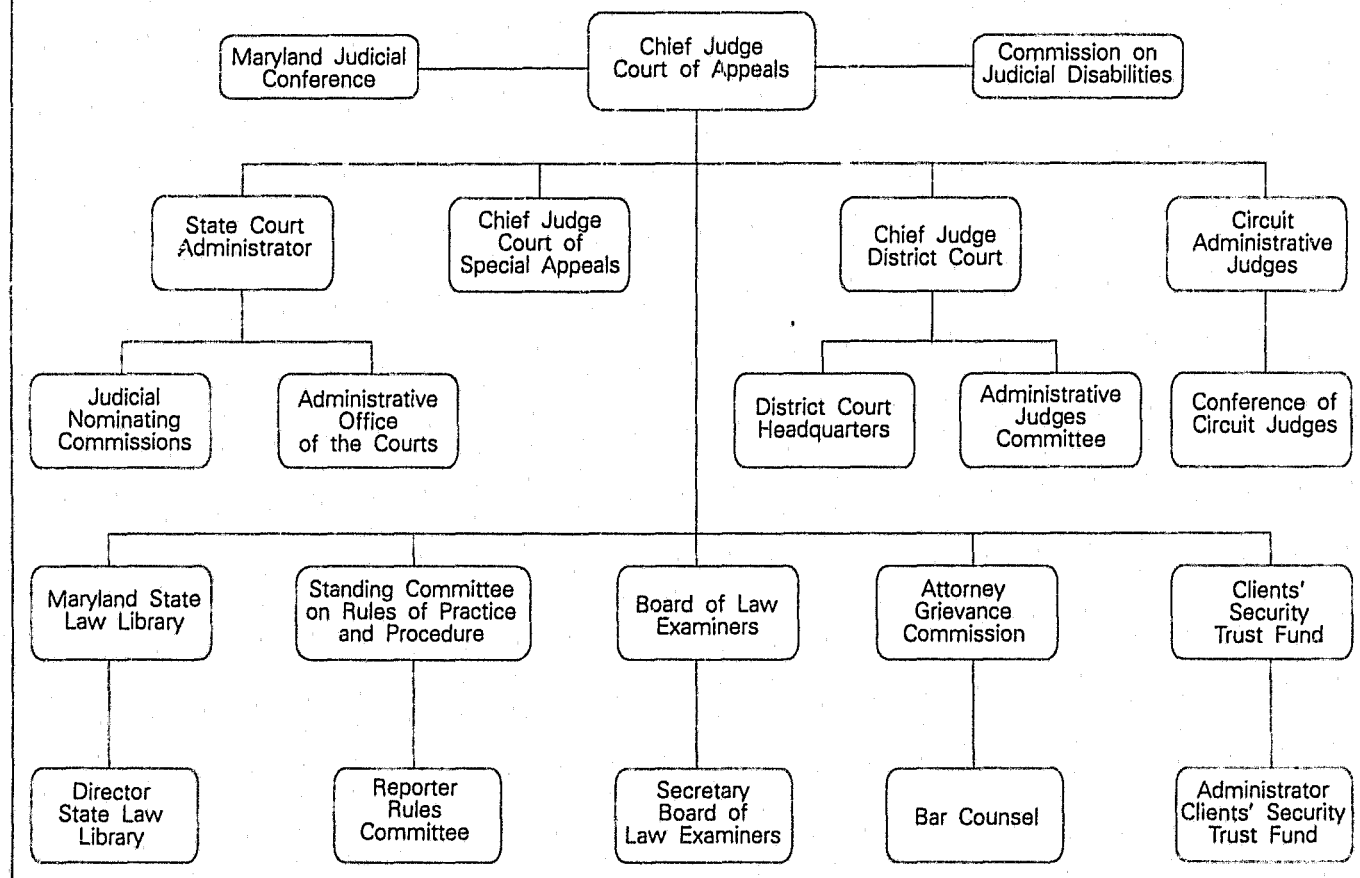 Maryland Judicial
Conference
Chief Judge
Court of Appeals
Commission on
Judicial Disabilities
State Court
Administrator
Chief Judge
Court of
Special Appeals
Chief Judge
District Court
Circuit
Administrative
Judges
Judicial
Nominating
Commissions
Administrative
Office
of the Courts
District Court
Headquarters
Administrative
Judges
Committee
Conference of
Circuit Judges
Maryland State
Law Library
Standing Committee
on Rules of Practice
and Procedure
Board of Law
Examiners
Attorney
Grievance
Commission
Clients'
Security
Trust Fund
Director
State Law
Library
Reporter
Rules
Committee
Secretary
Board of
Law Examiners
Bar Counsel
Administrator
Clients' Security
Trust Fund